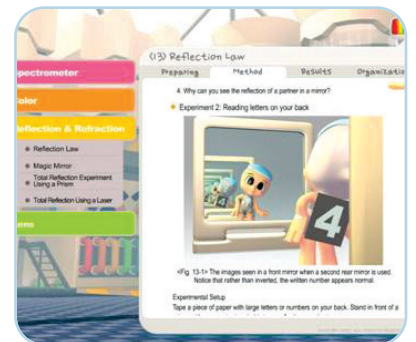 (13) Reflection Law
Preparing Method Results
4. Why can you see the reflection of a partner in a mirror?
Experiment 2: Reading letters on your back
4
<Fig. 13-1> The images seen in a front mirror when a second rear mirror is used.
Notice that rather than inverted, the written number appears normal.
Experimental Setup
Tape a piece of paper with large letters or numbers on your back. Stand in front of a
Reflection & Refraction
Reflection Law
Magic Mirror
Total Reflection Experiment
Using a Prism
Total Reflection Using a Laser